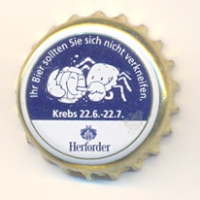 Ihr Bier sollten Sie sich nicht verkneifen.
Krebs 22.6.-22.7.
Herforder